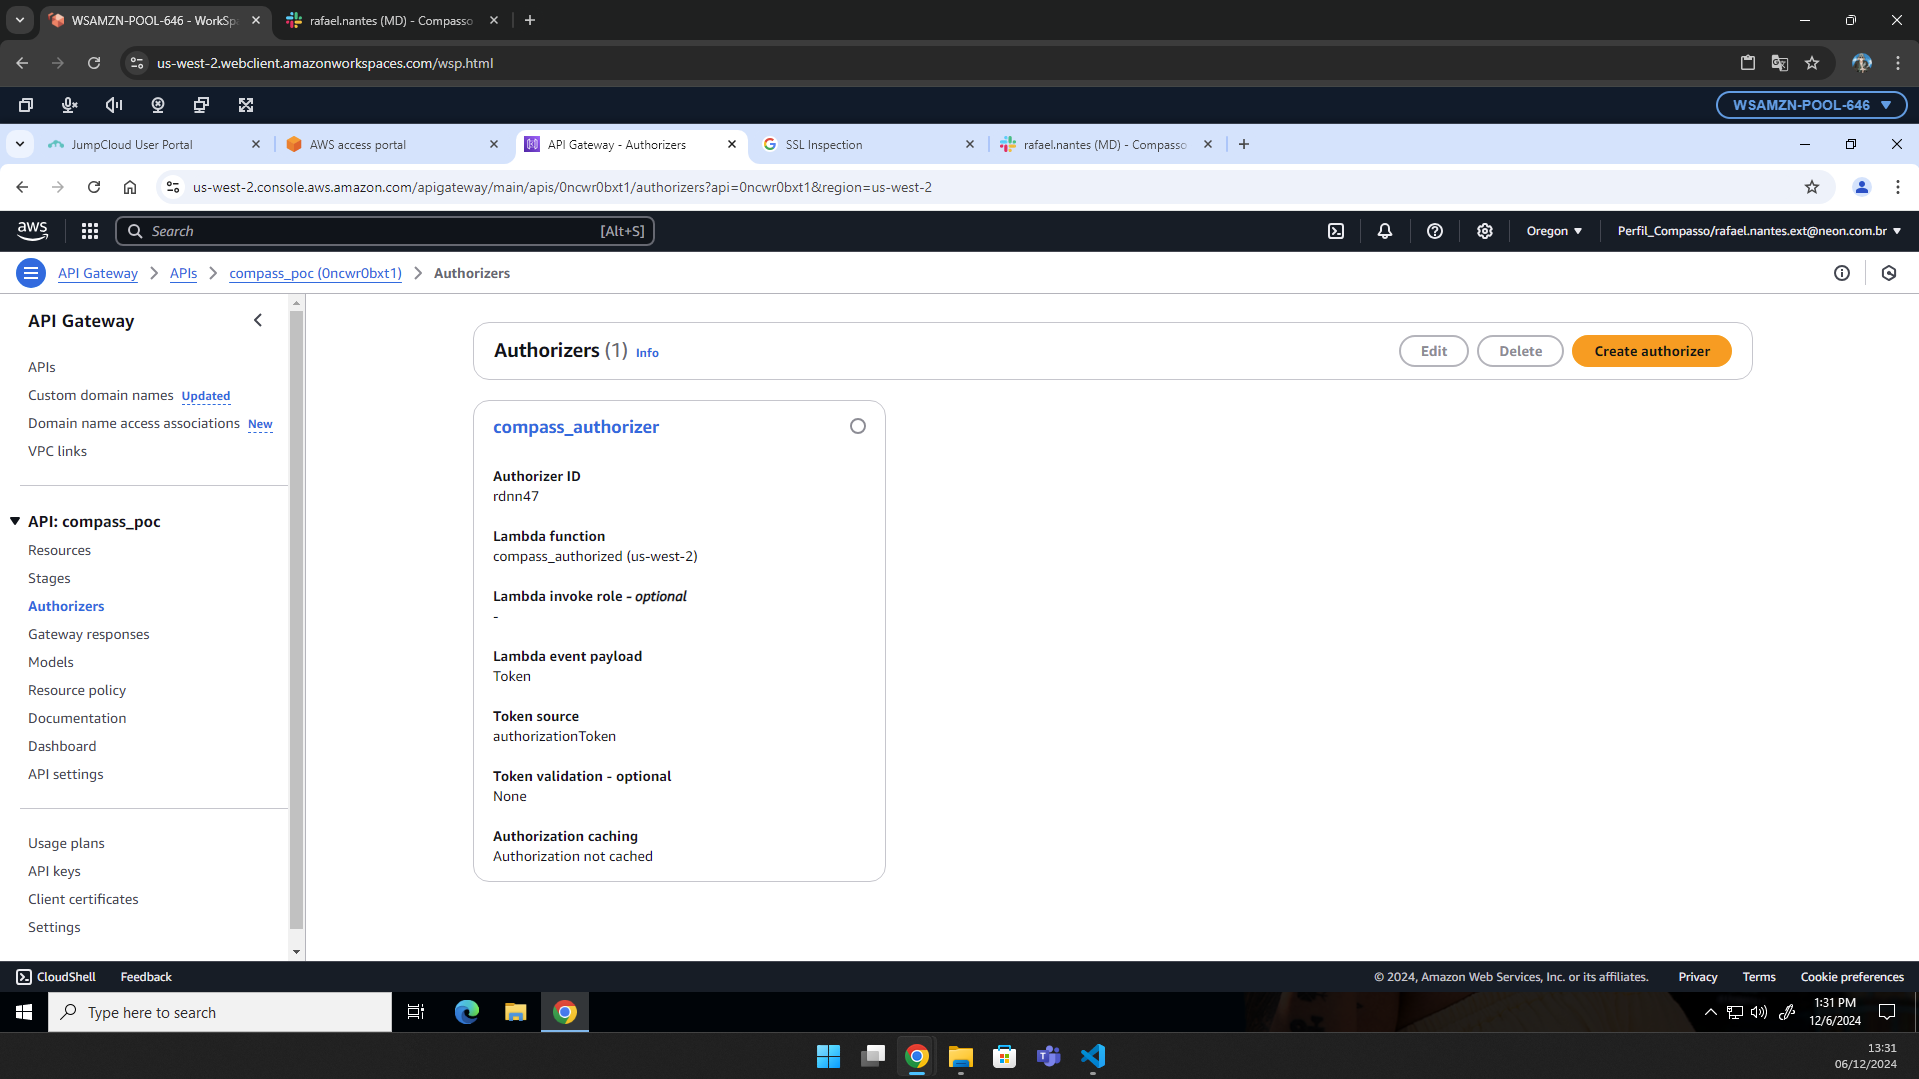 WSAMZN-POOL-646 - WorkSp
rafael.nantes (MD) - Compasso
us-west-2.webclient.amazonworkspaces.com/wsp.html
WSAMZN-POOL-646
JumpCloud User Portal
AWS access portal
API Gateway - Authorizers
SSL Inspection
rafael.nantes (MD) - Compasso
us-west-2.console.aws.amazon.com/apigateway/main/apis/0ncwr0bxt1/authorizers?api=0ncwr0bxt1&region=us-west-2
aws
Search
[Alt+S]
Oregon
Perfil_Compasso/rafael.nantes.ext@neon.com.br
API Gateway
APIs
compass_poc (0ncwr0bxt1)
Authorizers
API Gateway
APIs
Custom domain names Updated
Domain name access associations New
VPC links
API: compass_poc
Resources
Stages
Authorizers
Gateway responses
Models
Resource policy
Documentation
Dashboard
API settings
Usage plans
API keys
Client certificates
Settings
Authorizers (1) Info
Edit
Delete
Create authorizer
compass_authorizer
Authorizer ID
rdnn47
Lambda function
compass_authorized (us-west-2)
Lambda invoke role - optional
-
Lambda event payload
Token
Token source
authorizationToken
Token validation - optional
None
Authorization caching
Authorization not cached
CloudShell
Feedback
© 2024, Amazon Web Services, Inc. or its affiliates.
Privacy
Terms
Cookie preferences
Type here to search
1:31 PM
12/6/2024
13:31
06/12/2024